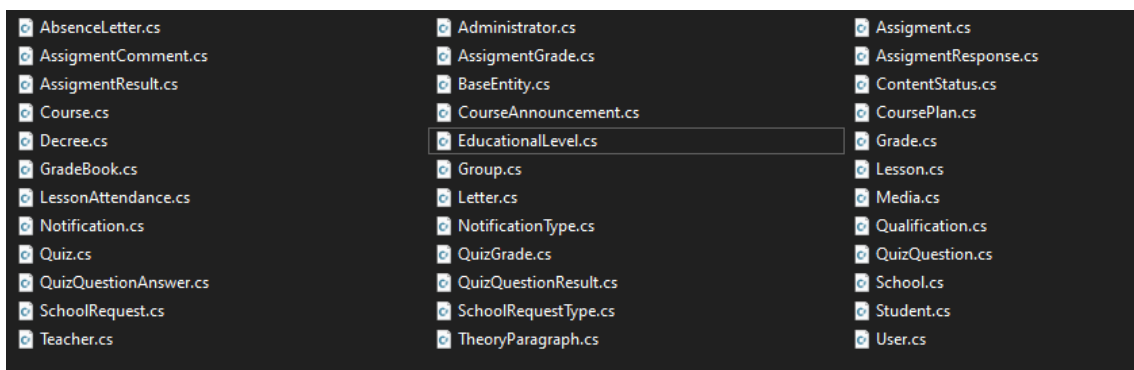 AbsenceLetter.cs Administrator.cs Assigment.cs
AssigmentComment.cs AssigmentGrade.cs AssigmentResponse.cs
AssigmentResult.cs BaseEntity.cs ContentStatus.cs
Course.cs CourseAnnouncement.cs CoursePlan.cs
Decree.cs EducationalLevel.cs Grade.cs
GradeBook.cs Group.cs Lesson.cs
LessonAttendance.cs Letter.cs Media.cs
Notification.cs NotificationType.cs Qualification.cs
Quiz.cs QuizGrade.cs QuizQuestion.cs
QuizQuestionAnswer.cs QuizQuestionResult.cs School.cs
SchoolRequest.cs SchoolRequestType.cs Student.cs
Teacher.cs TheoryParagraph.cs User.cs